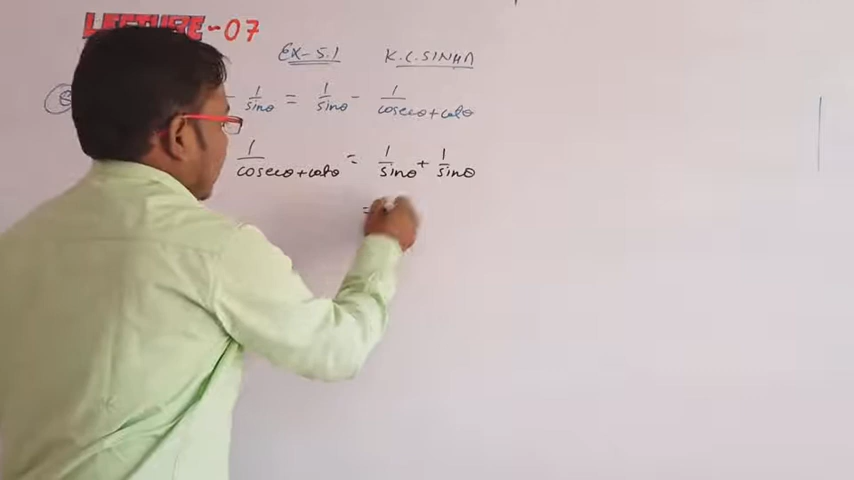 LECTURE-07
Ex-5.1 K.C.SINHA
- 1/sinθ = 1/sinθ - 1/cosecθ+cotθ
1/cosecθ+cotθ = 1/sinθ + 1/sinθ
=